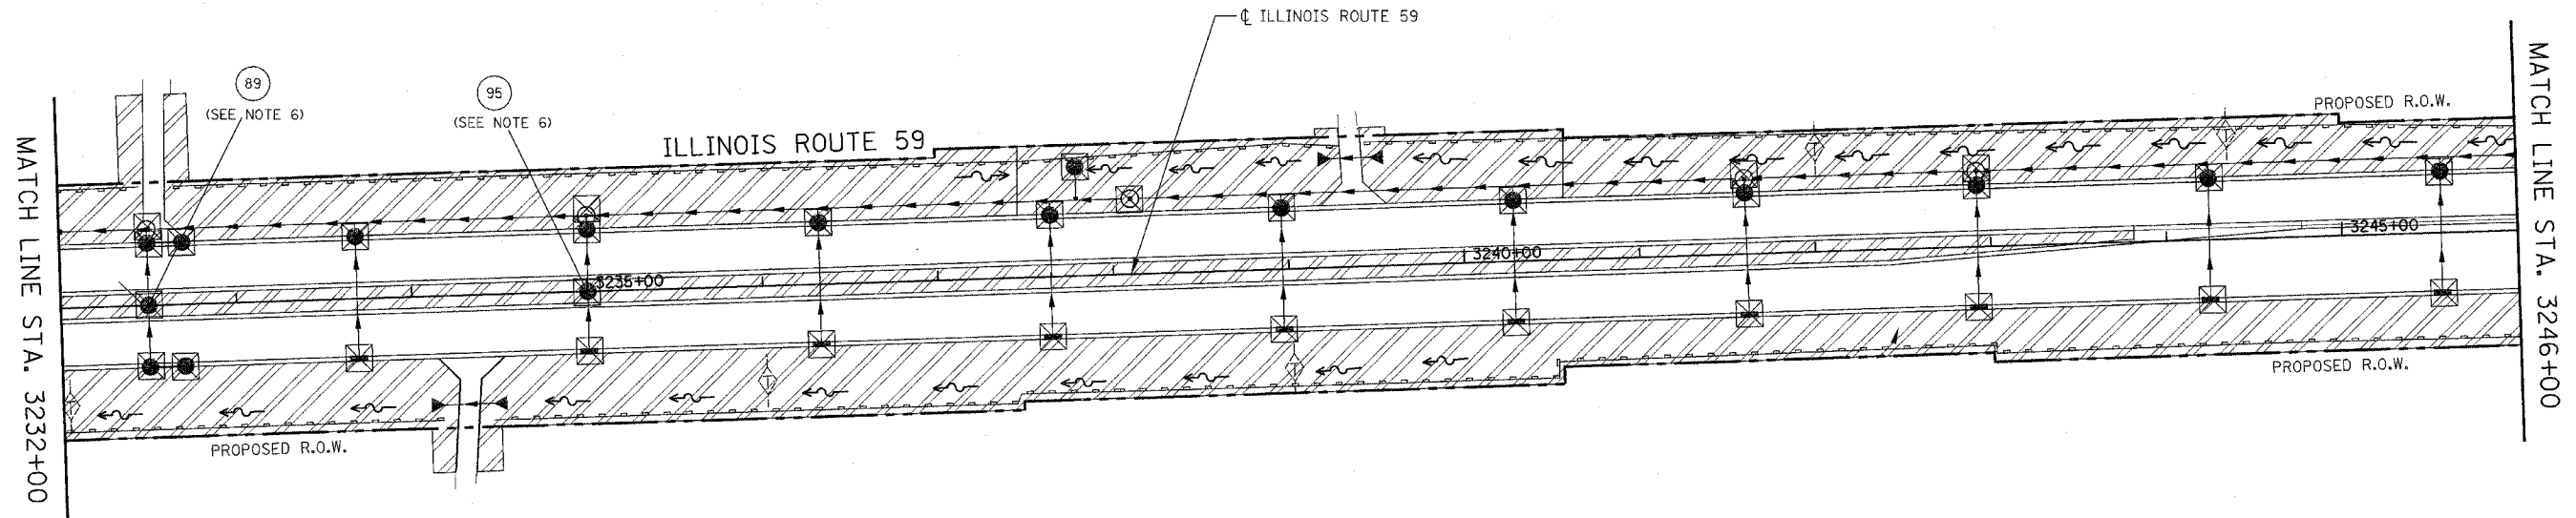 ℄ ILLINOIS ROUTE 59
89
(SEE NOTE 6)
95
(SEE NOTE 6)
ILLINOIS ROUTE 59
PROPOSED R.O.W.
MATCH LINE STA. 3232+00
MATCH LINE STA. 3246+00
3235+00
3240+00
3245+00
PROPOSED R.O.W.
PROPOSED R.O.W.
T
T
T
T
T